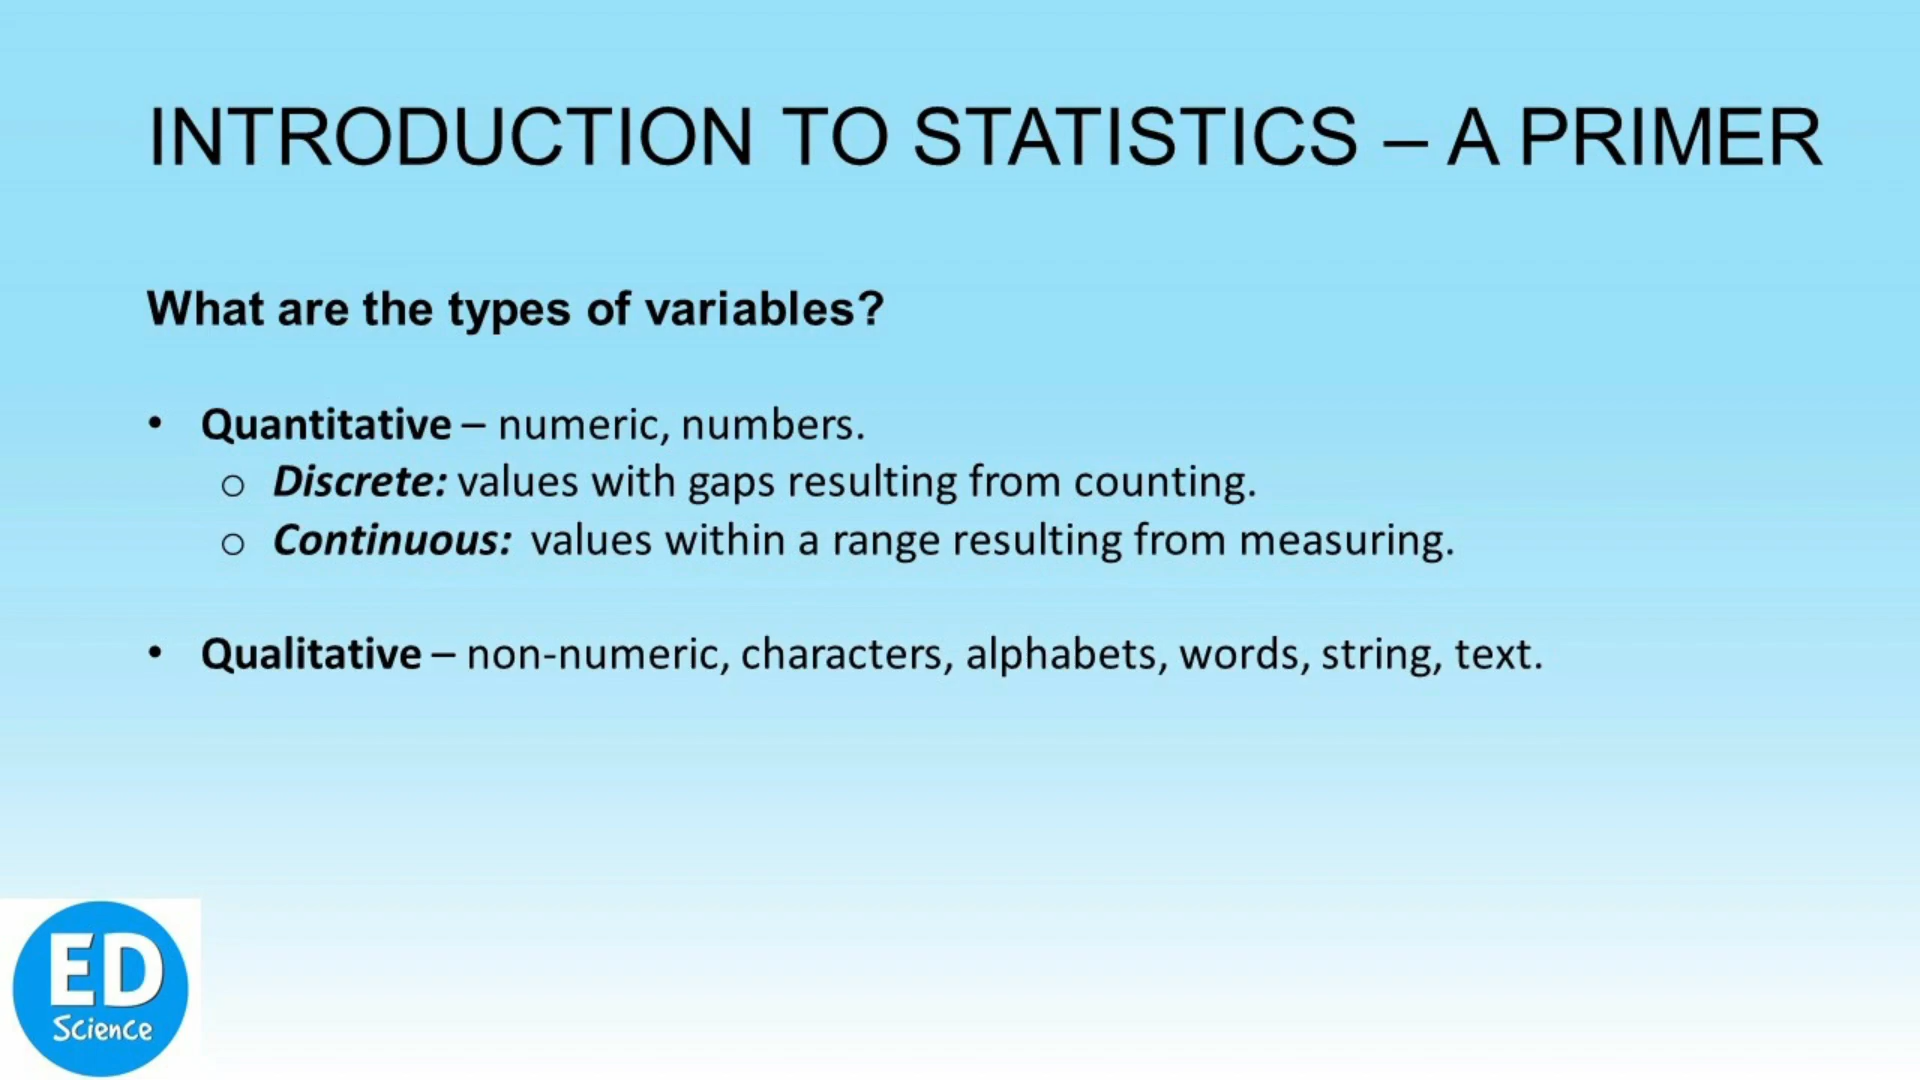 INTRODUCTION TO STATISTICS – A PRIMER
What are the types of variables?
• Quantitative – numeric, numbers.
o Discrete: values with gaps resulting from counting.
o Continuous: values within a range resulting from measuring.
• Qualitative – non-numeric, characters, alphabets, words, string, text.
ED
Science